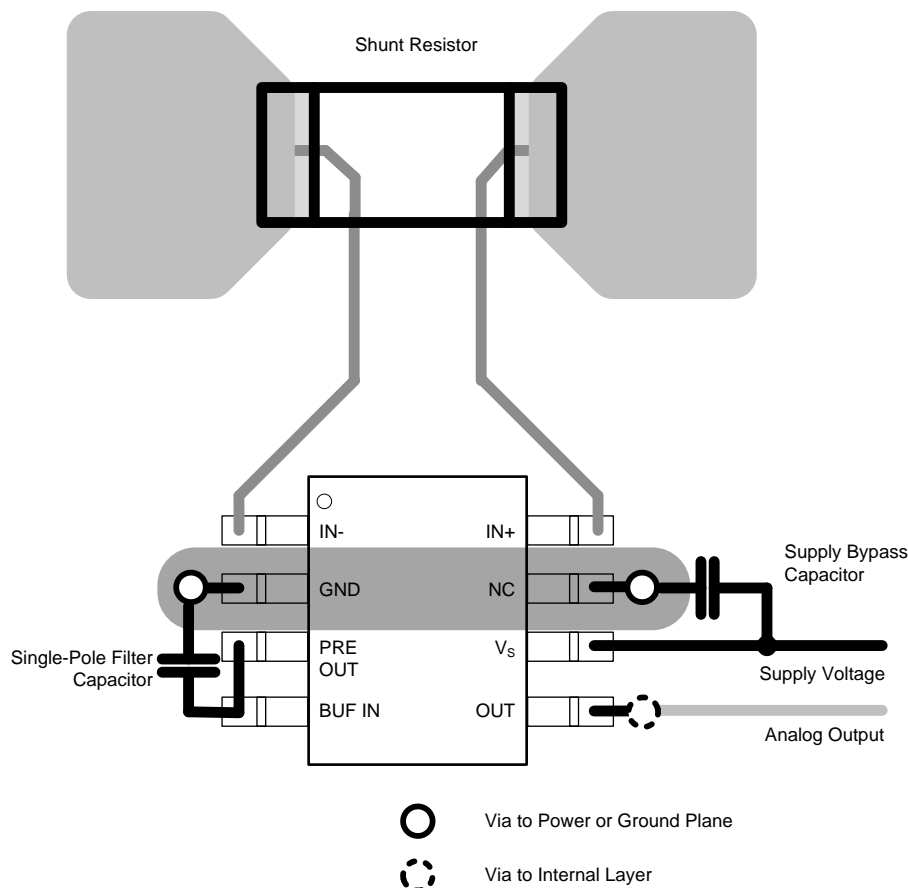 Shunt Resistor
IN-
IN+
GND
NC
PRE
OUT
V_S
BUF IN
OUT
Supply Bypass
Capacitor
Single-Pole Filter
Capacitor
Supply Voltage
Analog Output
Via to Power or Ground Plane
Via to Internal Layer